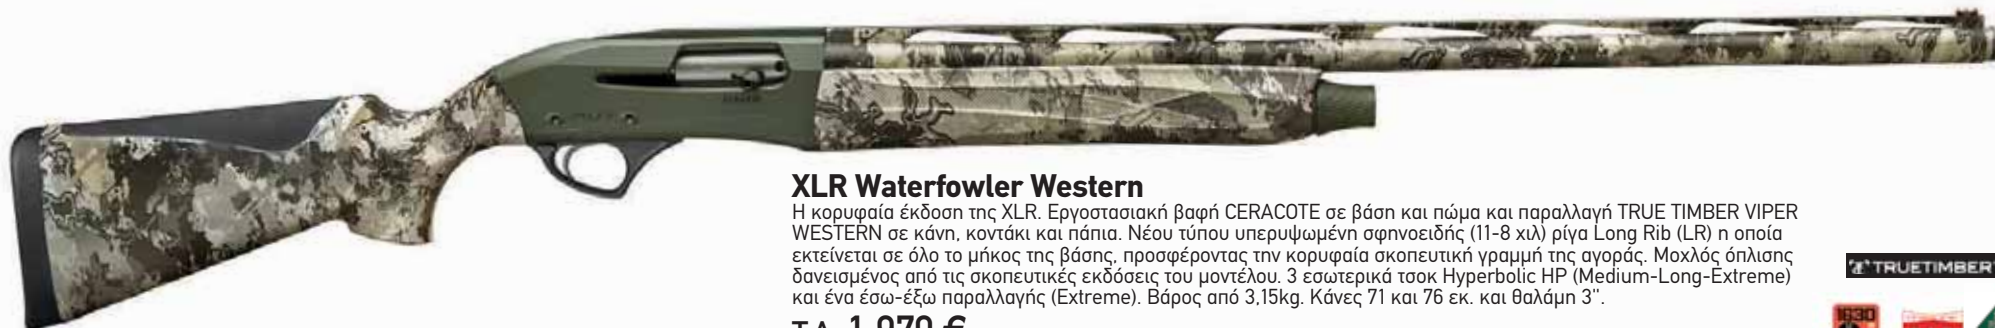 XLR Waterfowler Western
Η κορυφαία έκδοση της XLR. Εργοστασιακή βαφή CERACOTE σε βάση και πώμα και παραλλαγή TRUE TIMBER VIPER
WESTERN σε κάνη, κοντάκι και πάπια. Νέου τύπου υπερυψωμένη σφηνοειδής (11-8 χιλ) ρίγα Long Rib (LR) η οποία
εκτείνεται σε όλο το μήκος της βάσης, προσφέροντας την κορυφαία σκοπευτική γραμμή της αγοράς. Μοχλός όπλισης
δανεισμένος από τις σκοπευτικές εκδόσεις του μοντέλου. 3 εσωτερικά τσοκ Hyperbolic HP (Medium-Long-Extreme)
και ένα έσω-έξω παραλλαγής (Extreme). Βάρος από 3,15kg. Κάνες 71 και 76 εκ. και θαλάμη 3".
TRUETIMBER
1630